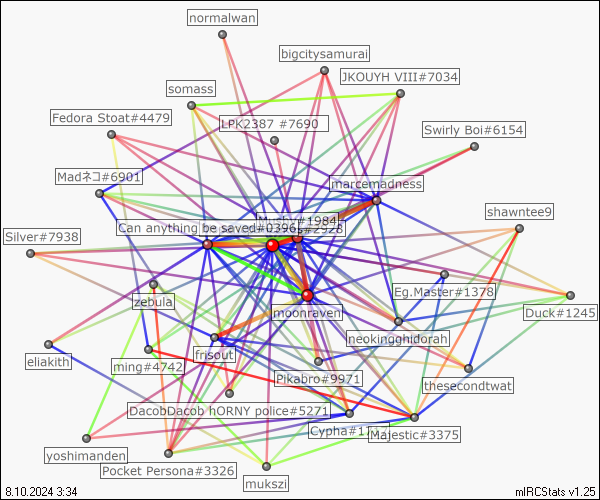 normalwan
bigcitysamurai
JKOUYH VIII#7034
somass
Fedora Stoat#4479
LPK2387 #7690
Swirly Boi#6154
Madネコ#6901
marcemadness
shawntee9
Can anything be saved#0396
#1984
#2928
Silver#7938
Eg.Master#1378
zebula
moonraven
Duck#1245
neokingghidorah
eliakith
frisout
ming#4742
Pikabro#9971
thesecondtwat
DacobDacob hORNY police#5271
Cypha#1
Majestic#3375
yoshimanden
Pocket Persona#3326
mukszi
8.10.2024 3:34
mIRCStats v1.25